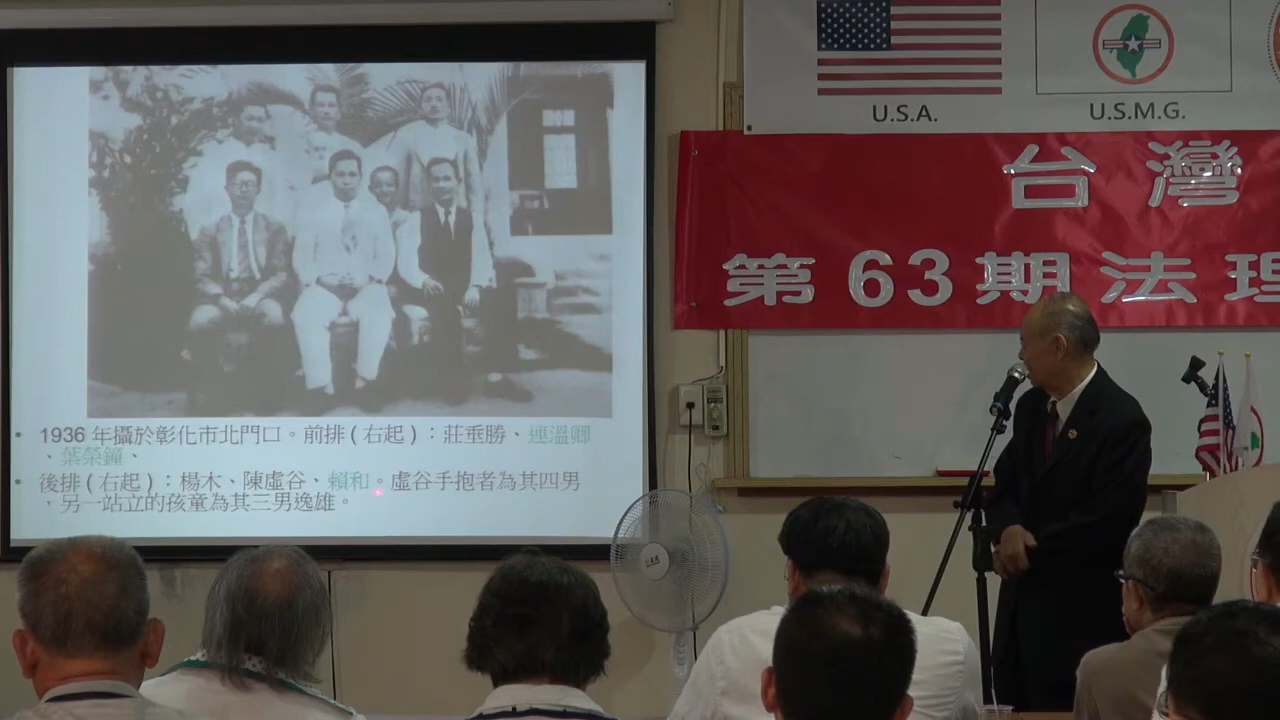 U.S.A.
U.S.M.G.
台灣
第63期法理
• 1936 年攝於彰化市北門口。前排 ( 右起 )：莊垂勝、連溫卿
、葉榮鐘、
• 後排 ( 右起 )：楊木、陳虛谷、賴和。虛谷手抱者為其四男
，另一站立的孩童為其三男逸雄。